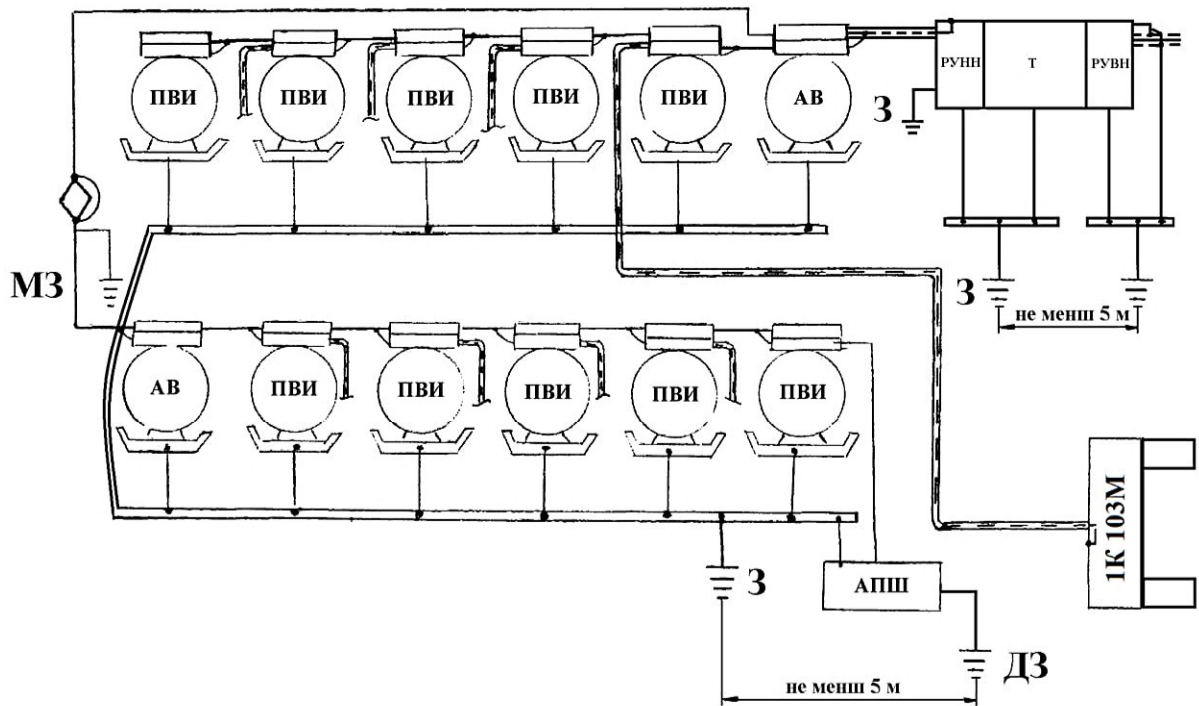 РУНН Т РУВН
ПВИ ПВИ ПВИ ПВИ ПВИ АВ
З
МЗ
З
не менш 5 м
АВ ПВИ ПВИ ПВИ ПВИ ПВИ
1К 103М
З
АПШ
ДЗ
не менш 5 м